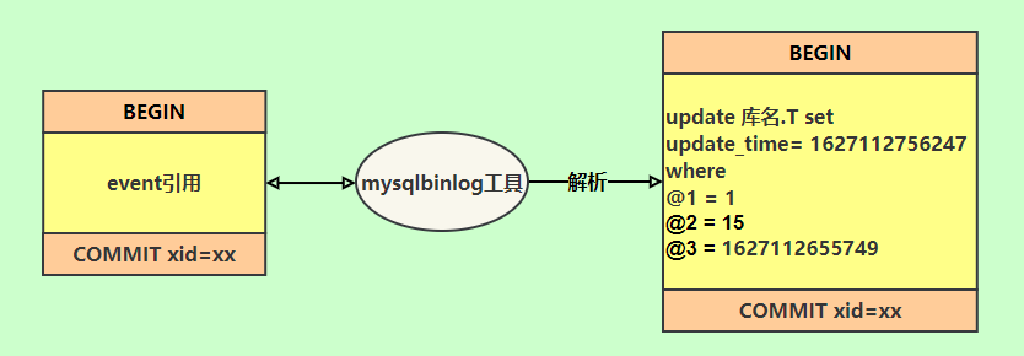 BEGIN
event引用
COMMIT xid=xx
mysqlbinlog工具
解析
BEGIN
update 库名.T set
update_time= 1627112756247
where
@1 = 1
@2 = 15
@3 = 1627112655749
COMMIT xid=xx